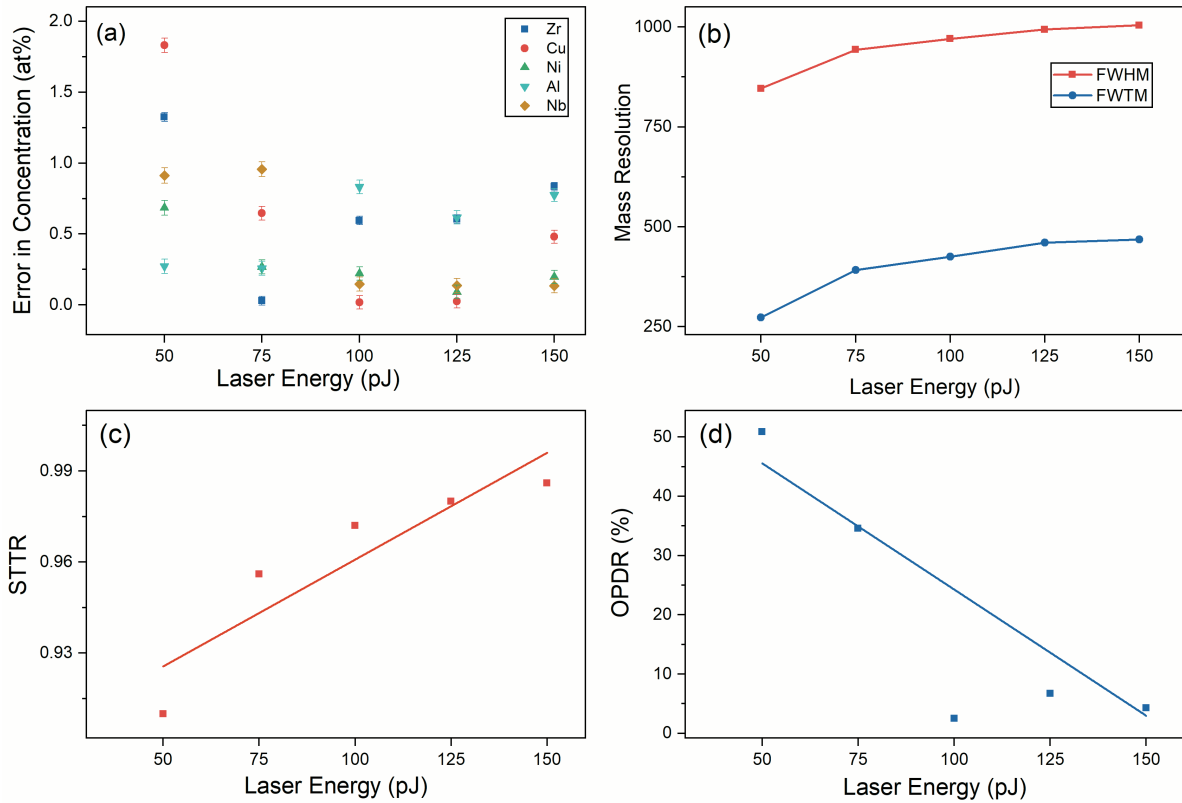 (a)
Error in Concentration (at%)
2.0
1.5
1.0
0.5
0.0
Zr
Cu
Ni
Al
Nb
50 75 100 125 150
Laser Energy (pJ)
(b)
Mass Resolution
1000
750
500
250
FWHM
FWTM
50 75 100 125 150
Laser Energy (pJ)
(c)
STTR
0.99
0.96
0.93
50 75 100 125 150
Laser Energy (pJ)
(d)
OPDR (%)
50
40
30
20
10
0
50 75 100 125 150
Laser Energy (pJ)